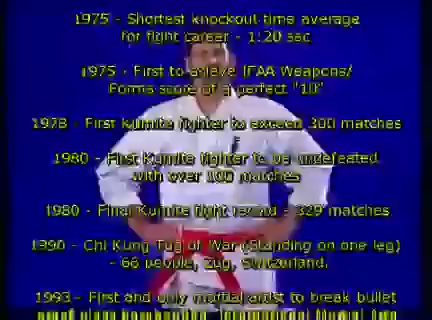 1975 - Shortest knockout time average
for fight career - 1:20 sec
1975 - First to acieve IFAA Weapons/
Forms score of a perfect "10"
1978 - First Kumite fighter to exceed 300 matches
1980 - First Kumite fighter to be undefeated
with over 300 matches
1980 - Final Kumite fight record - 329 matches
1990 - Chi Kung Tug of War (Standing on one leg)
- 66 people, Zug, Switzerland.
1993 - First and only martial artist to break bullet